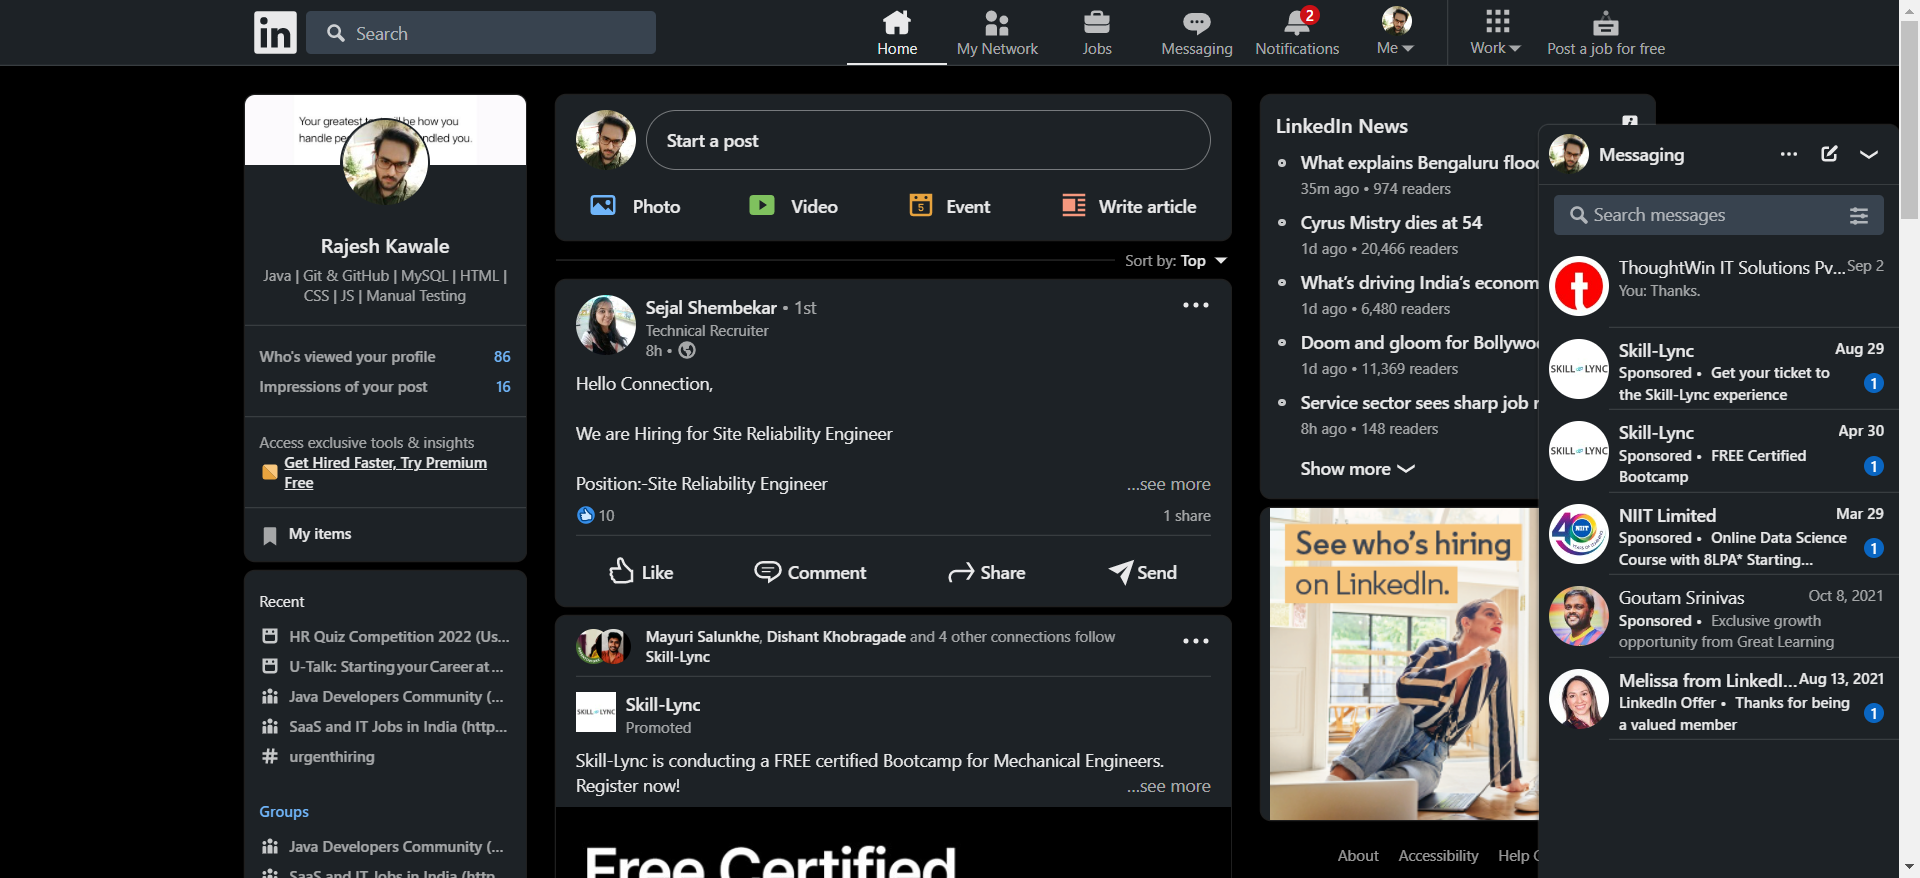 in
Search
Home
My Network
Jobs
Messaging
2
Notifications
Me
Work
Post a job for free
Your greatest
be how you
handle
ndled you.
Rajesh Kawale
Java | Git & GitHub | MySQL | HTML |
CSS | JS | Manual Testing
Who's viewed your profile 86
Impressions of your post 16
Access exclusive tools & insights
Get Hired Faster, Try Premium
Free
My items
Recent
HR Quiz Competition 2022 (Us...
U-Talk: Starting your Career at ...
Java Developers Community (...
SaaS and IT Jobs in India (http...
# urgenthiring
Groups
Java Developers Community (...
SaaS and IT Jobs in India (http...
Start a post
Photo
Video
5
Event
Write article
Sort by: Top
Sejal Shembekar • 1st
Technical Recruiter
8h •
Hello Connection,
We are Hiring for Site Reliability Engineer
Position:-Site Reliability Engineer
...see more
10
1 share
Like
Comment
Share
Send
Mayuri Salunkhe, Dishant Khobragade and 4 other connections follow
Skill-Lync
SKILL LYNC
Skill-Lync
Promoted
Skill-Lync is conducting a FREE certified Bootcamp for Mechanical Engineers.
Register now!
...see more
Free Certified
LinkedIn News
What explains Bengaluru floo
35m ago • 974 readers
Cyrus Mistry dies at 54
1d ago • 20,466 readers
What's driving India's econom
1d ago • 6,480 readers
Doom and gloom for Bollywo
1d ago • 11,369 readers
Service sector sees sharp job
8h ago • 148 readers
Show more
See who's hiring
on LinkedIn.
About
Accessibility
Help
Messaging
Search messages
ThoughtWin IT Solutions Pv... Sep 2
You: Thanks.
SKILL LYNC
Skill-Lync Aug 29
Sponsored • Get your ticket to
the Skill-Lync experience
1
SKILL LYNC
Skill-Lync Apr 30
Sponsored • FREE Certified
Bootcamp
1
40
NIIT
NIIT Limited Mar 29
Sponsored • Online Data Science
Course with 8LPA* Starting...
1
Goutam Srinivas Oct 8, 2021
Sponsored • Exclusive growth
opportunity from Great Learning
Melissa from LinkedI... Aug 13, 2021
LinkedIn Offer • Thanks for being
a valued member
1